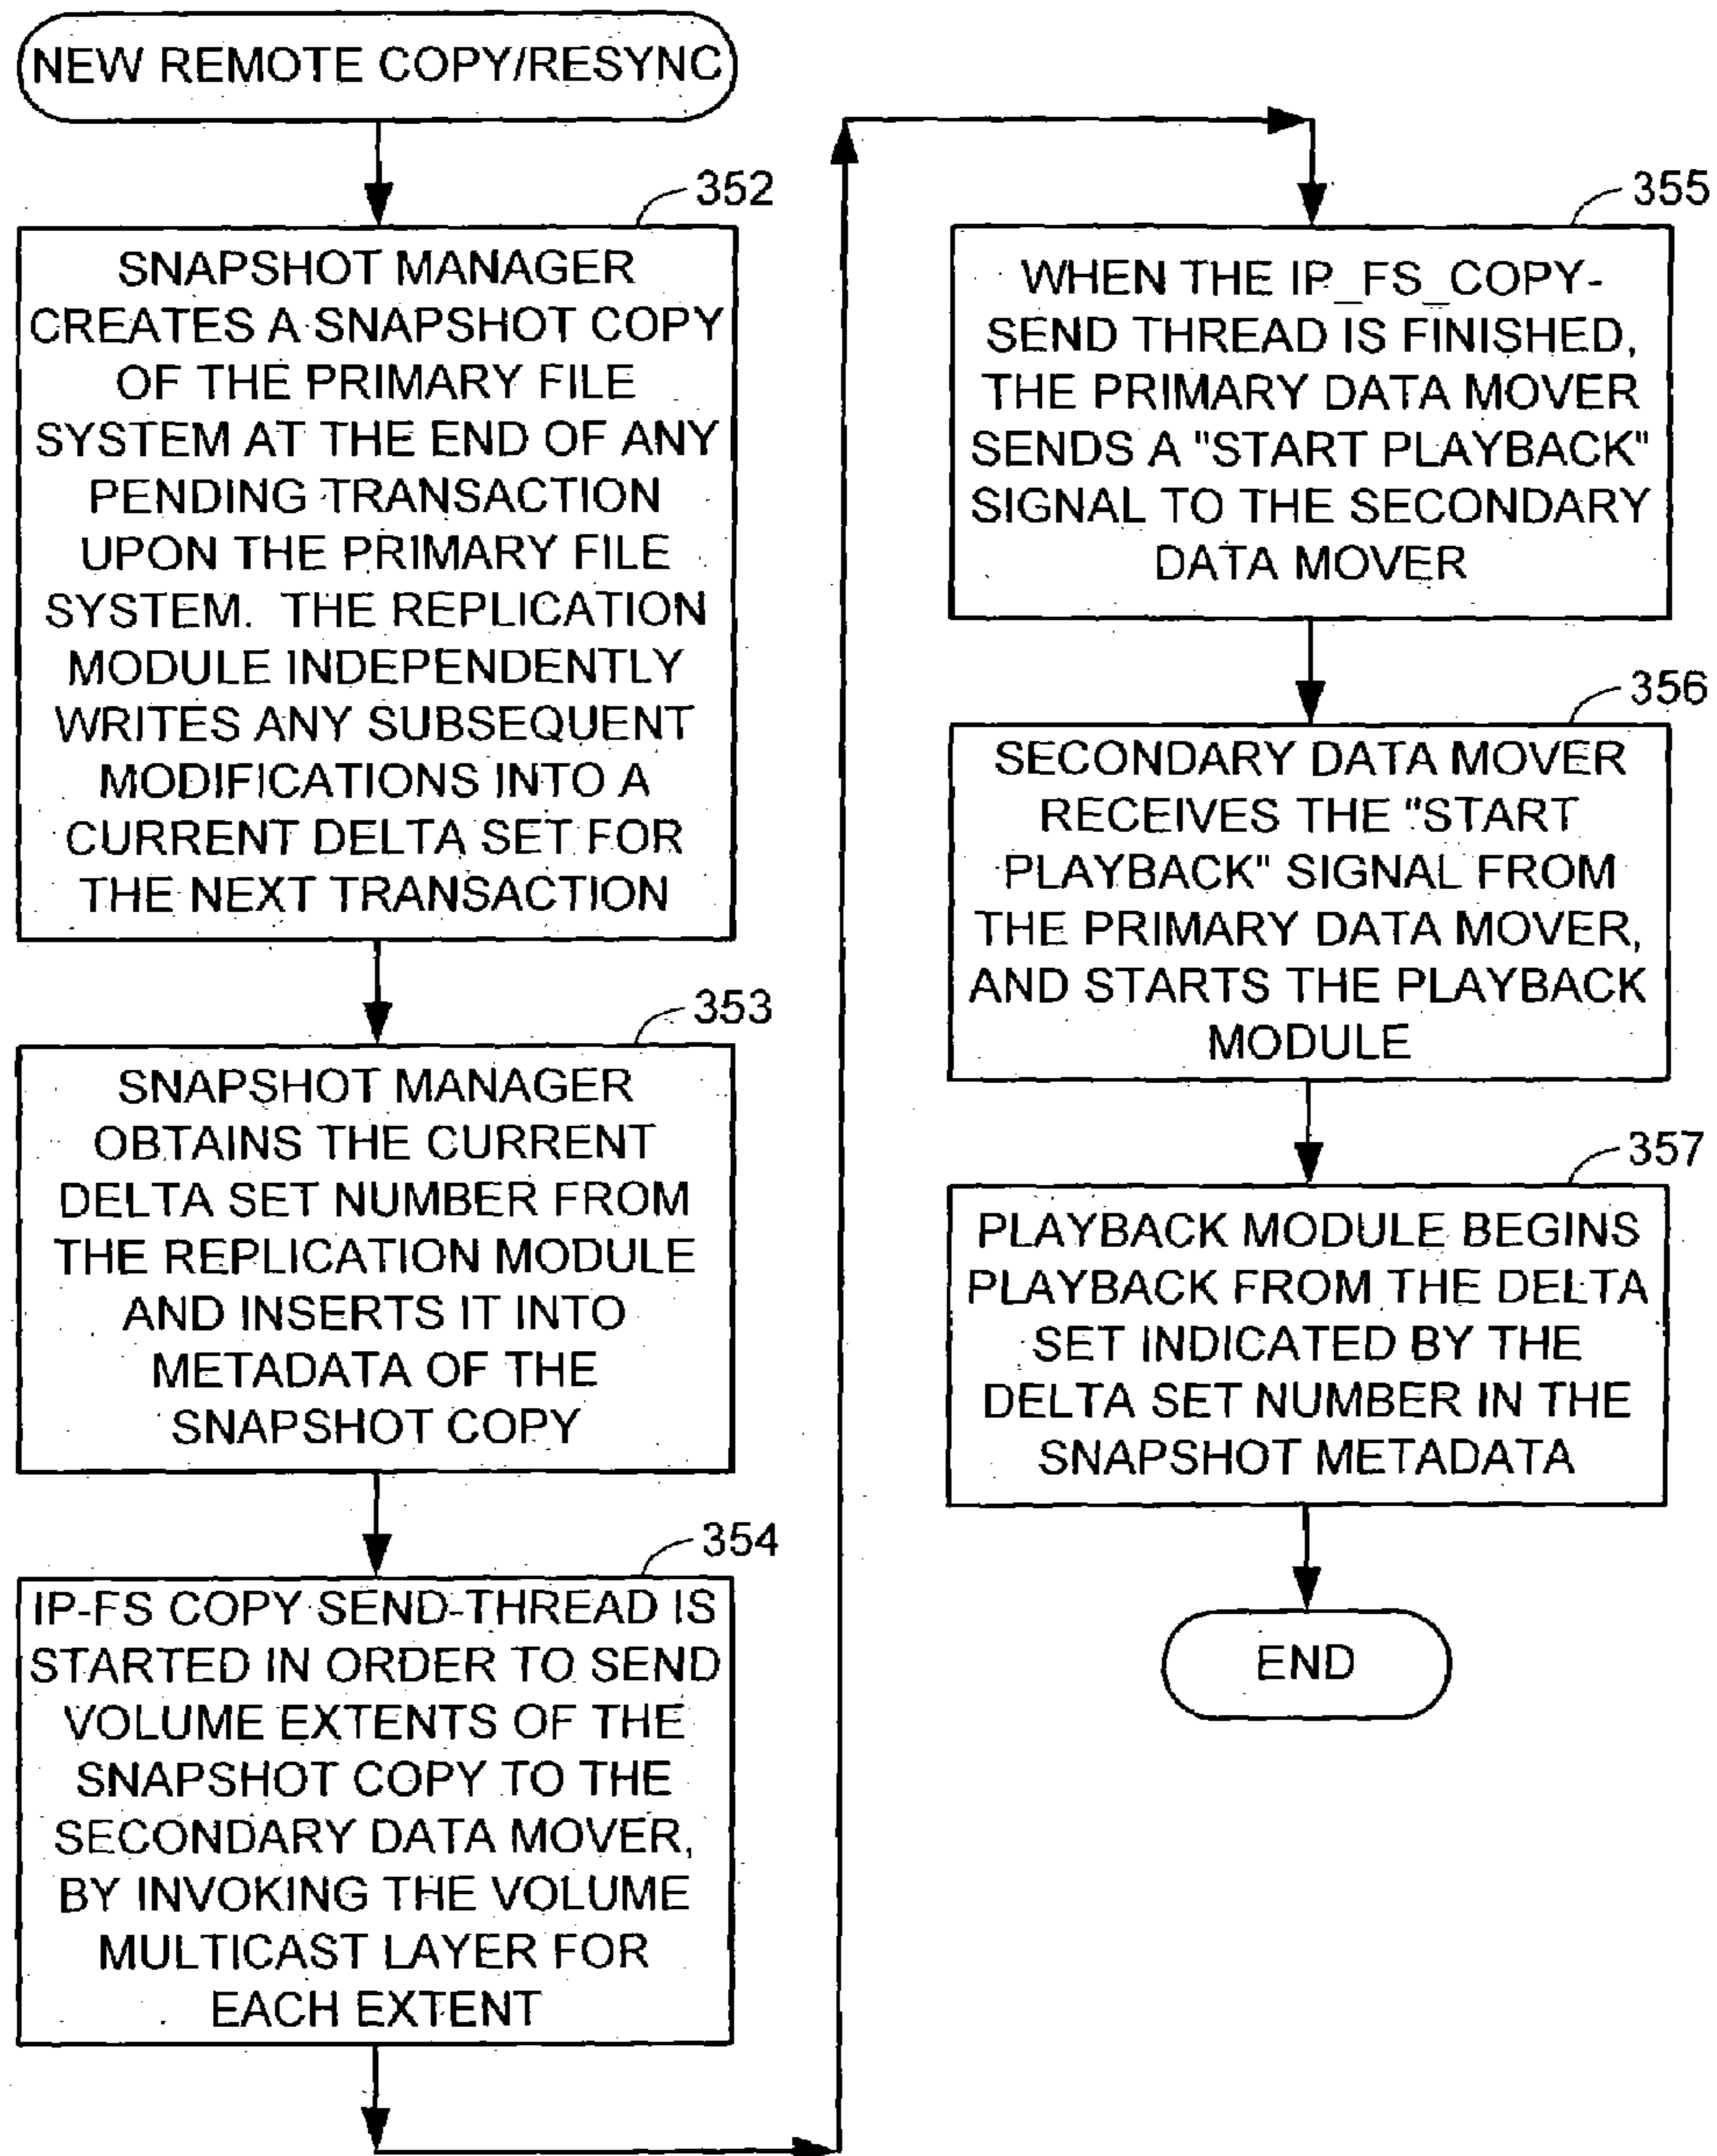 NEW REMOTE COPY/RESYNC
352
SNAPSHOT MANAGER
CREATES A SNAPSHOT COPY
OF THE PRIMARY FILE
SYSTEM AT THE END OF ANY
PENDING TRANSACTION
UPON THE PRIMARY FILE
SYSTEM. THE REPLICATION
MODULE INDEPENDENTLY
WRITES ANY SUBSEQUENT
MODIFICATIONS INTO A
CURRENT DELTA SET FOR
THE NEXT TRANSACTION
353
SNAPSHOT MANAGER
OBTAINS THE CURRENT
DELTA SET NUMBER FROM
THE REPLICATION MODULE
AND INSERTS IT INTO
METADATA OF THE
SNAPSHOT COPY
354
IP-FS COPY SEND-THREAD IS
STARTED IN ORDER TO SEND
VOLUME EXTENTS OF THE
SNAPSHOT COPY TO THE
SECONDARY DATA MOVER,
BY INVOKING THE VOLUME
MULTICAST LAYER FOR
EACH EXTENT
355
WHEN THE IP_FS_COPY-
SEND THREAD IS FINISHED,
THE PRIMARY DATA MOVER
SENDS A "START PLAYBACK"
SIGNAL TO THE SECONDARY
DATA MOVER
356
SECONDARY DATA MOVER
RECEIVES THE "START
PLAYBACK" SIGNAL FROM
THE PRIMARY DATA MOVER,
AND STARTS THE PLAYBACK
MODULE
357
PLAYBACK MODULE BEGINS
PLAYBACK FROM THE DELTA
SET INDICATED BY THE
DELTA SET NUMBER IN THE
SNAPSHOT METADATA
END